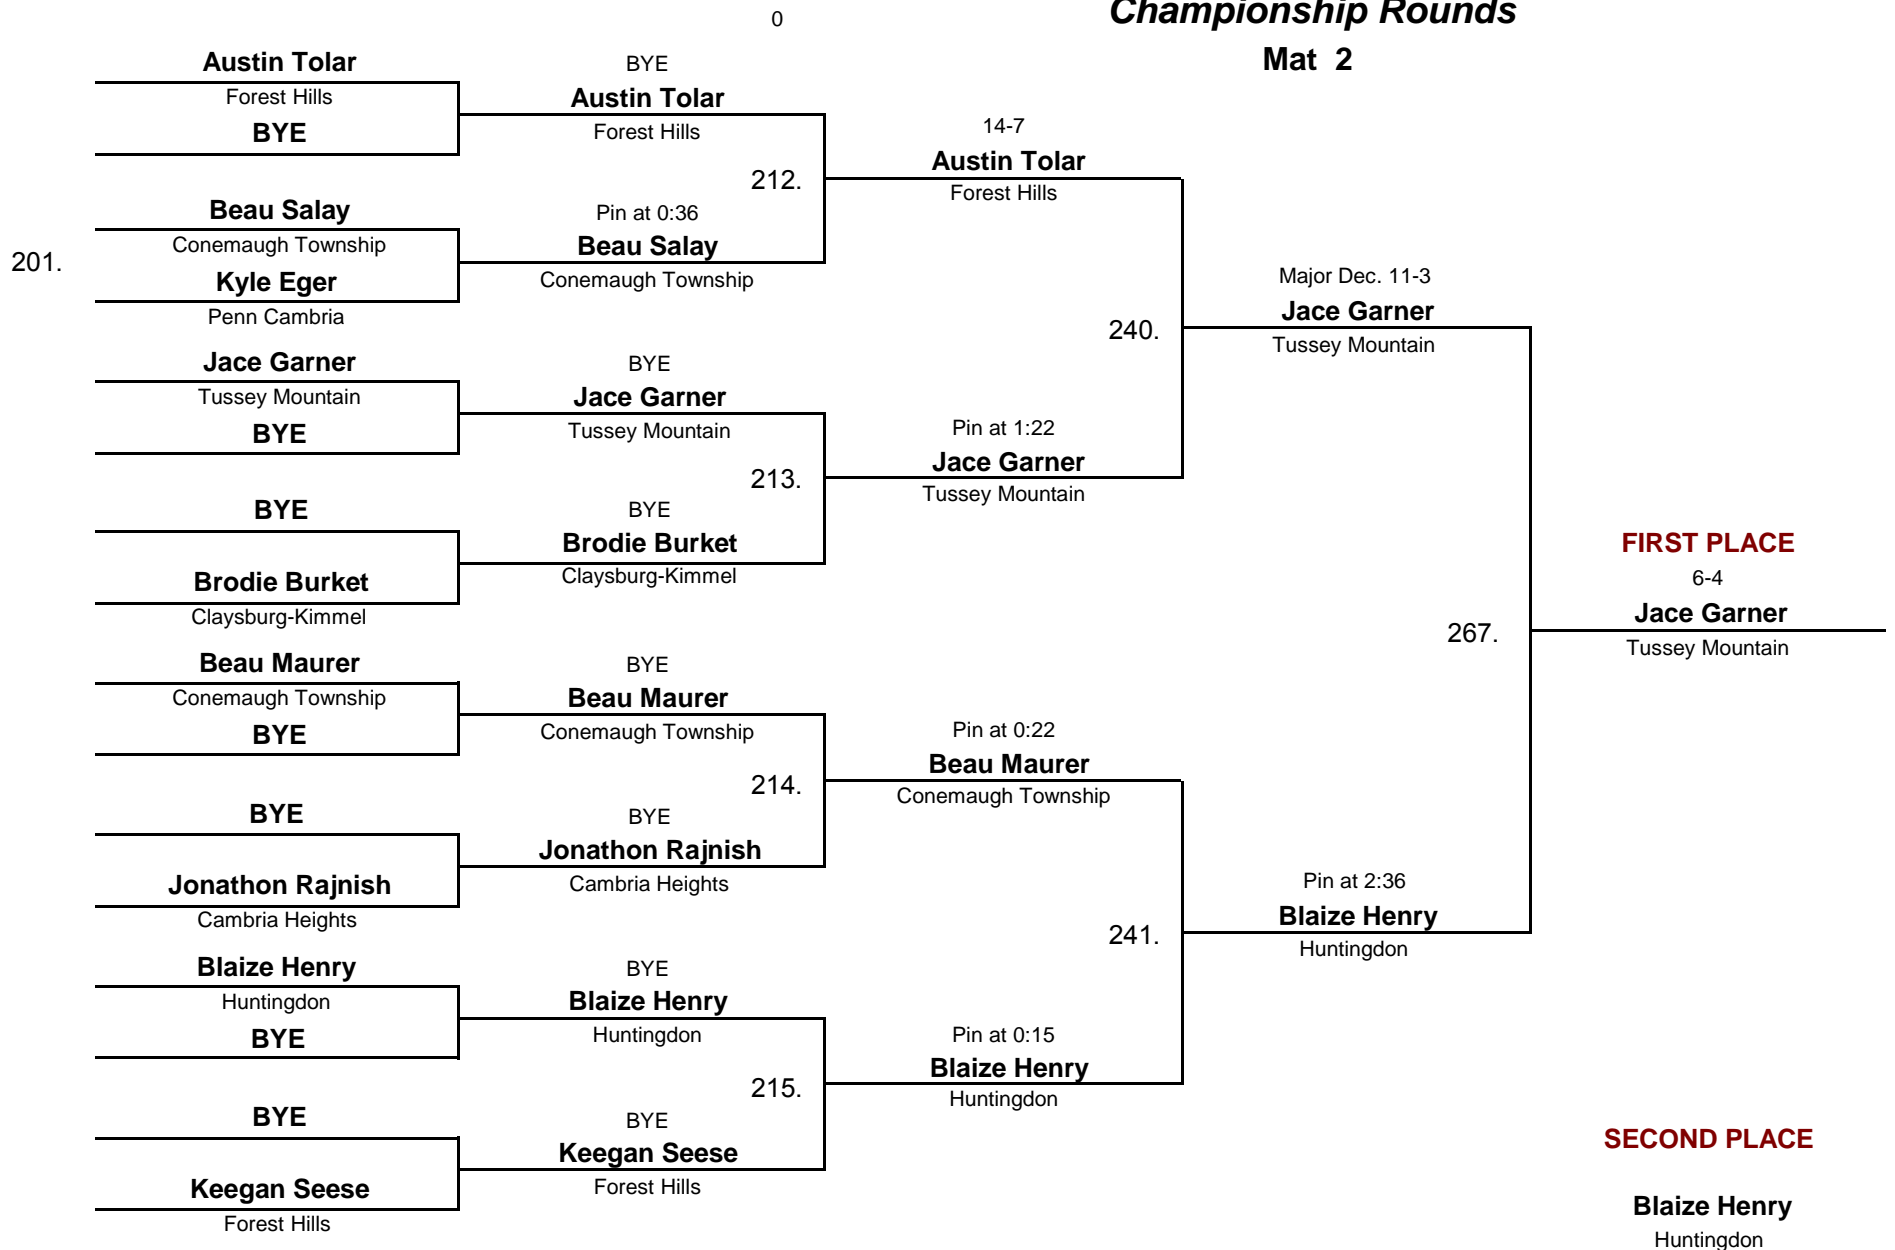 0
Championship Rounds
Mat 2
Austin Tolar
Forest Hills
BYE
201.
Beau Salay
Conemaugh Township
Kyle Eger
Penn Cambria
Jace Garner
Tussey Mountain
BYE
BYE
Brodie Burket
Claysburg-Kimmel
Beau Maurer
Conemaugh Township
BYE
BYE
Jonathon Rajnish
Cambria Heights
Blaize Henry
Huntingdon
BYE
BYE
Keegan Seese
Forest Hills
BYE
Austin Tolar
Forest Hills
212.
Pin at 0:36
Beau Salay
Conemaugh Township
BYE
Jace Garner
Tussey Mountain
213.
BYE
Brodie Burket
Claysburg-Kimmel
BYE
Beau Maurer
Conemaugh Township
214.
BYE
Jonathon Rajnish
Cambria Heights
BYE
Blaize Henry
Huntingdon
215.
BYE
Keegan Seese
Forest Hills
14-7
Austin Tolar
Forest Hills
240.
Pin at 1:22
Jace Garner
Tussey Mountain
Pin at 0:22
Beau Maurer
Conemaugh Township
241.
Pin at 0:15
Blaize Henry
Huntingdon
Major Dec. 11-3
Jace Garner
Tussey Mountain
267.
Pin at 2:36
Blaize Henry
Huntingdon
FIRST PLACE
6-4
Jace Garner
Tussey Mountain
SECOND PLACE
Blaize Henry
Huntingdon